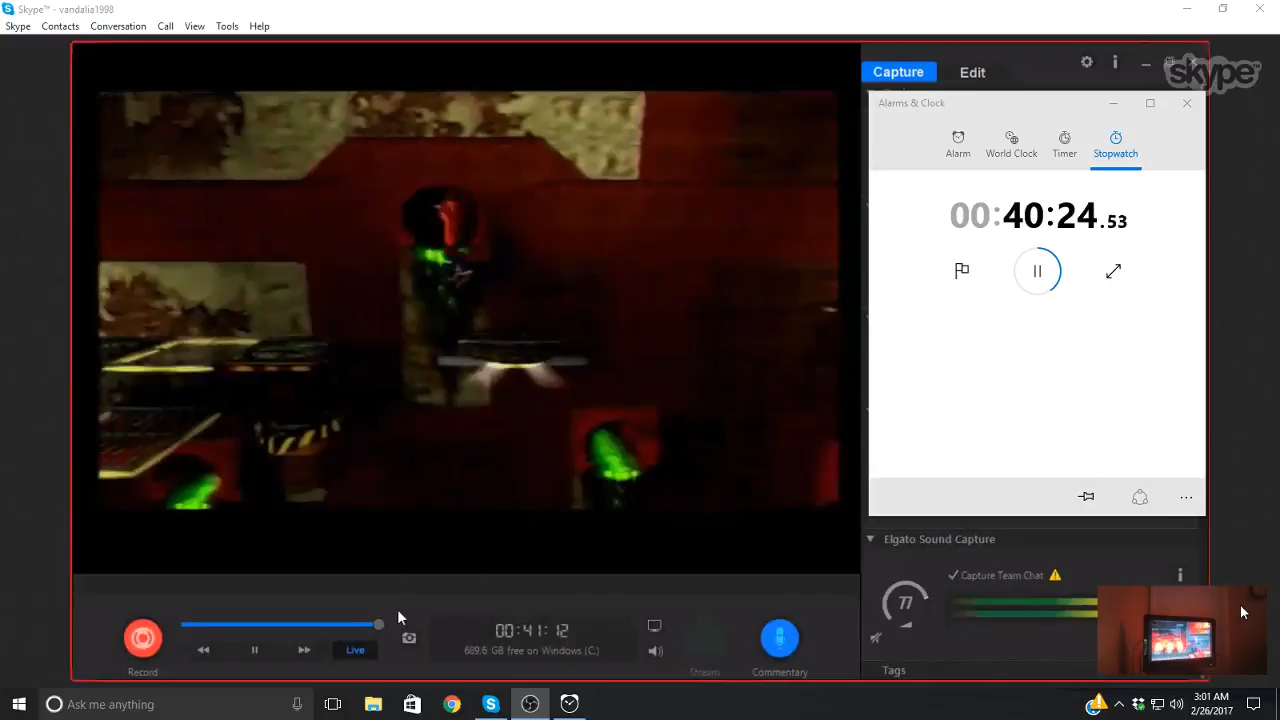 Skype™ - vandalia1998
Skype Contacts Conversation Call View Tools Help
Capture Edit
skype
Alarms & Clock
Alarm World Clock Timer Stopwatch
00:40:24.53
Elgato Sound Capture
Capture Team Chat
77
00:41:12
689.6 GB free on Windows (C:)
Live
Record
Stream
Commentary
Tags
Ask me anything
3:01 AM
2/26/2017